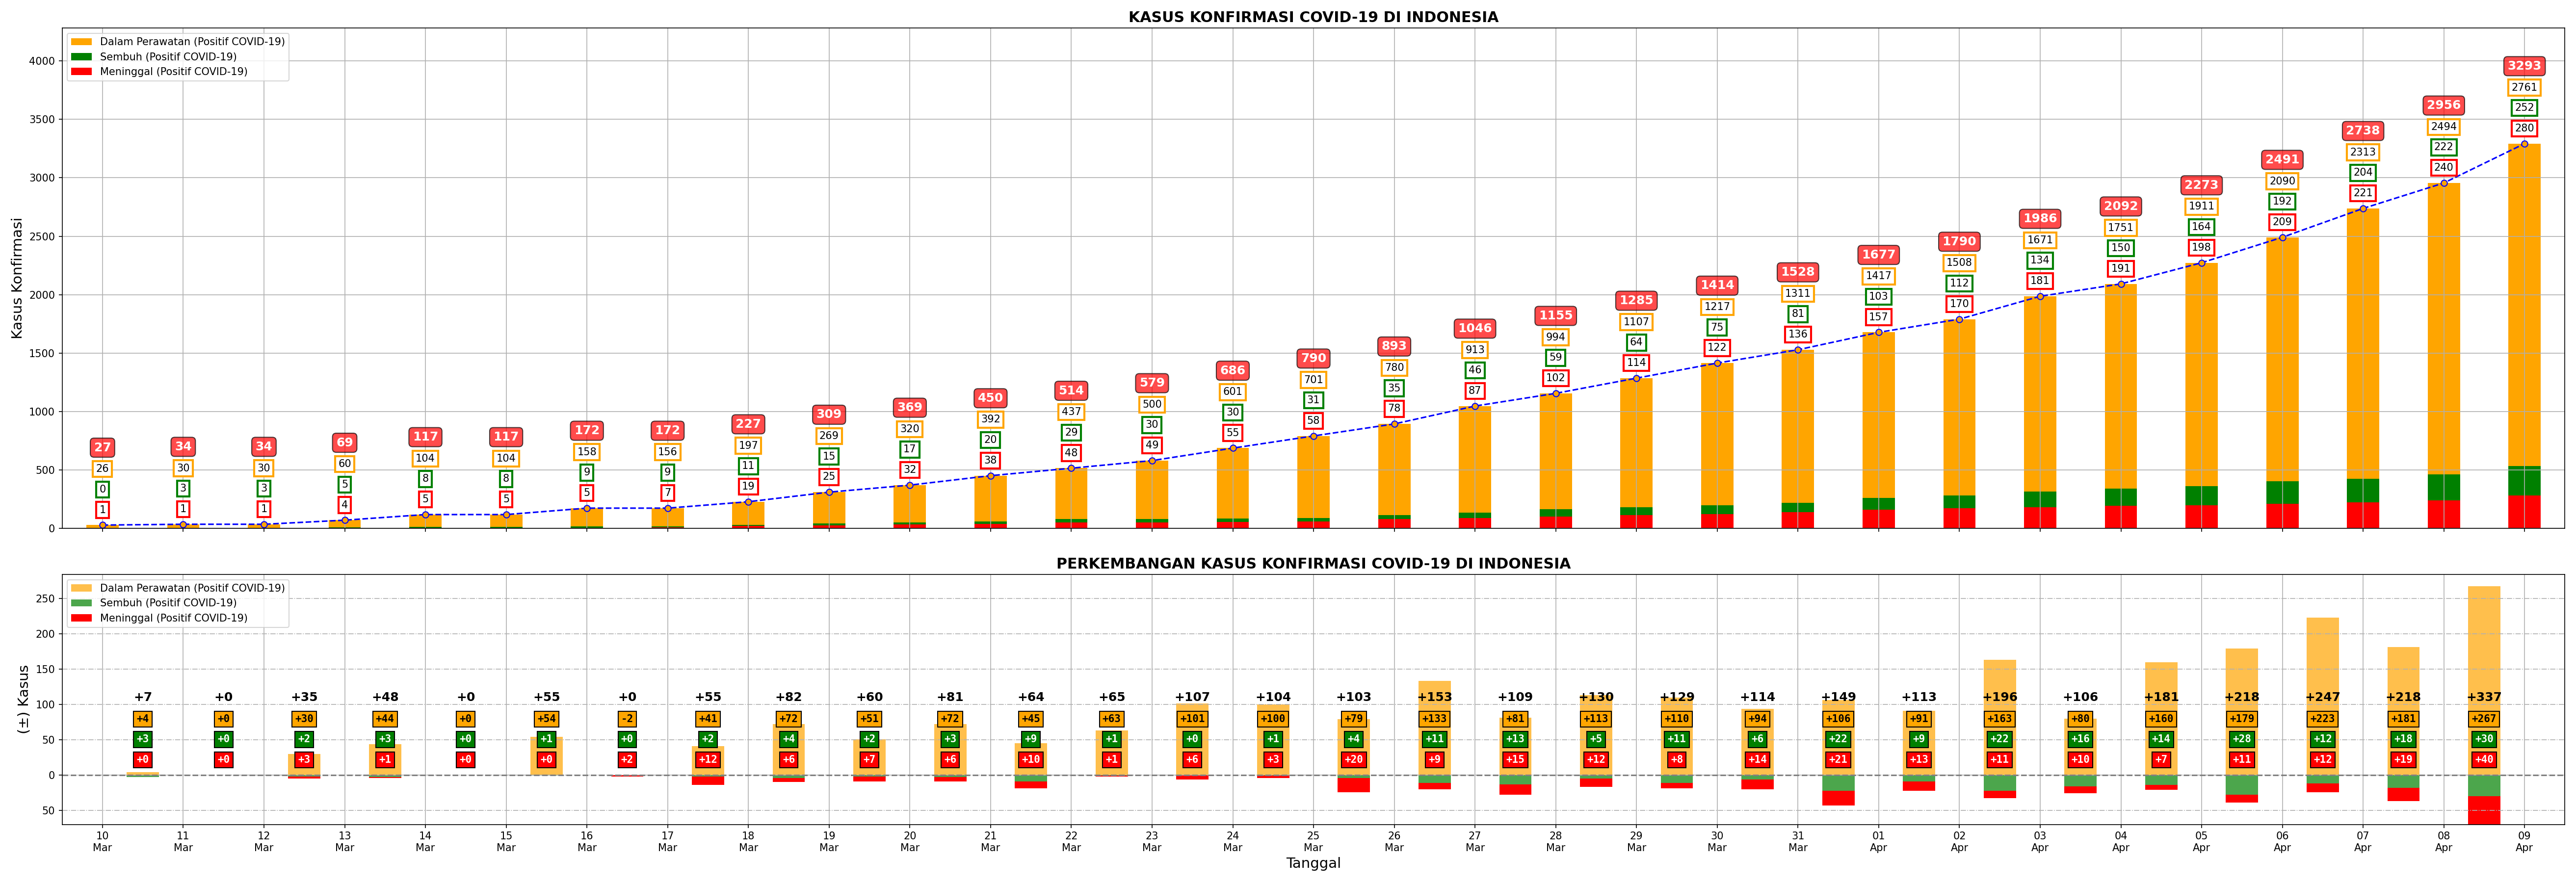 KASUS KONFIRMASI COVID-19 DI INDONESIA
Dalam Perawatan (Positif COVID-19)
Sembuh (Positif COVID-19)
Meninggal (Positif COVID-19)
Kasus Konfirmasi
4000
3500
3000
2500
2000
1500
1000
500
0
27 34 34 69 117 117 172 172 227 309 369 450 514 579 686 790 893 1046 1155 1285 1414 1528 1677 1790 1986 2092 2273 2491 2738 2956 3293
26 30 30 60 104 104 158 156 197 269 320 392 437 500 601 701 780 913 994 1107 1217 1311 1417 1508 1671 1751 1911 2090 2313 2494 2761
0 3 3 5 8 8 9 9 11 15 17 20 29 30 30 31 35 46 59 64 75 81 103 112 134 150 164 192 204 222 252
1 1 1 4 5 5 5 7 19 25 32 38 48 49 55 58 78 87 102 114 122 136 157 170 181 191 198 209 221 240 280
PERKEMBANGAN KASUS KONFIRMASI COVID-19 DI INDONESIA
Dalam Perawatan (Positif COVID-19)
Sembuh (Positif COVID-19)
Meninggal (Positif COVID-19)
(±) Kasus
250
200
150
100
50
0
50
+7 +0 +35 +48 +0 +55 +0 +55 +82 +60 +81 +64 +65 +107 +104 +103 +153 +109 +130 +129 +114 +149 +113 +196 +106 +181 +218 +247 +218 +337
+4 +0 +30 +44 +0 +54 -2 +41 +72 +51 +72 +45 +63 +101 +100 +79 +133 +81 +113 +110 +94 +106 +91 +163 +80 +160 +179 +223 +181 +267
+3 +0 +2 +3 +0 +1 +0 +2 +4 +2 +3 +9 +1 +0 +1 +4 +11 +13 +5 +11 +6 +22 +9 +22 +16 +14 +28 +12 +18 +30
+0 +0 +3 +1 +0 +0 +2 +12 +6 +7 +6 +10 +1 +6 +3 +20 +9 +15 +12 +8 +14 +21 +13 +11 +10 +7 +11 +12 +19 +40
10 11 12 13 14 15 16 17 18 19 20 21 22 23 24 25 26 27 28 29 30 31 01 02 03 04 05 06 07 08 09
Mar Mar Mar Mar Mar Mar Mar Mar Mar Mar Mar Mar Mar Mar Mar Mar Mar Mar Mar Mar Mar Mar Apr Apr Apr Apr Apr Apr Apr Apr Apr
Tanggal